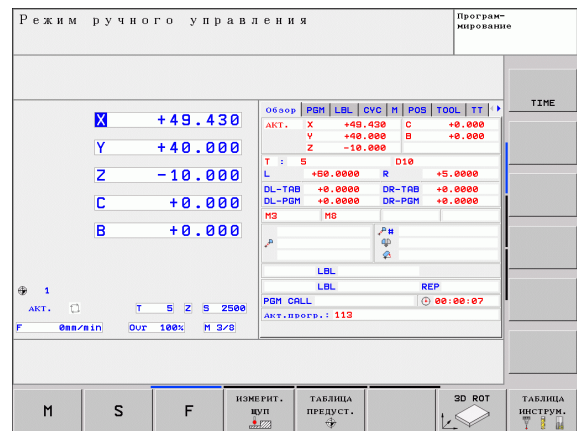 Режим ручного управления
Програм-
мирование
TIME
X +49.430
Y +40.000
Z -10.000
C +0.000
B +0.000
1
АКТ. T 5 Z S 2500
F 0mm/min Ovr 100% M 3/8
Обзор PGM LBL CYC M POS TOOL TT
АКТ. X +49.430 C +0.000
Y +40.000 B +0.000
Z -10.000
T : 5 D10
L +60.0000 R +5.0000
DL-TAB +0.0000 DR-TAB +0.0000
DL-PGM +0.0000 DR-PGM +0.0000
M3 M8
#
LBL
LBL REP
PGM CALL 00:00:07
Акт.прогр.: 113
M
S
F
ИЗМЕРИТ.
ЩУП
ТАБЛИЦА
ПРЕДУСТ.
3D ROT
ТАБЛИЦА
ИНСТРУМ.